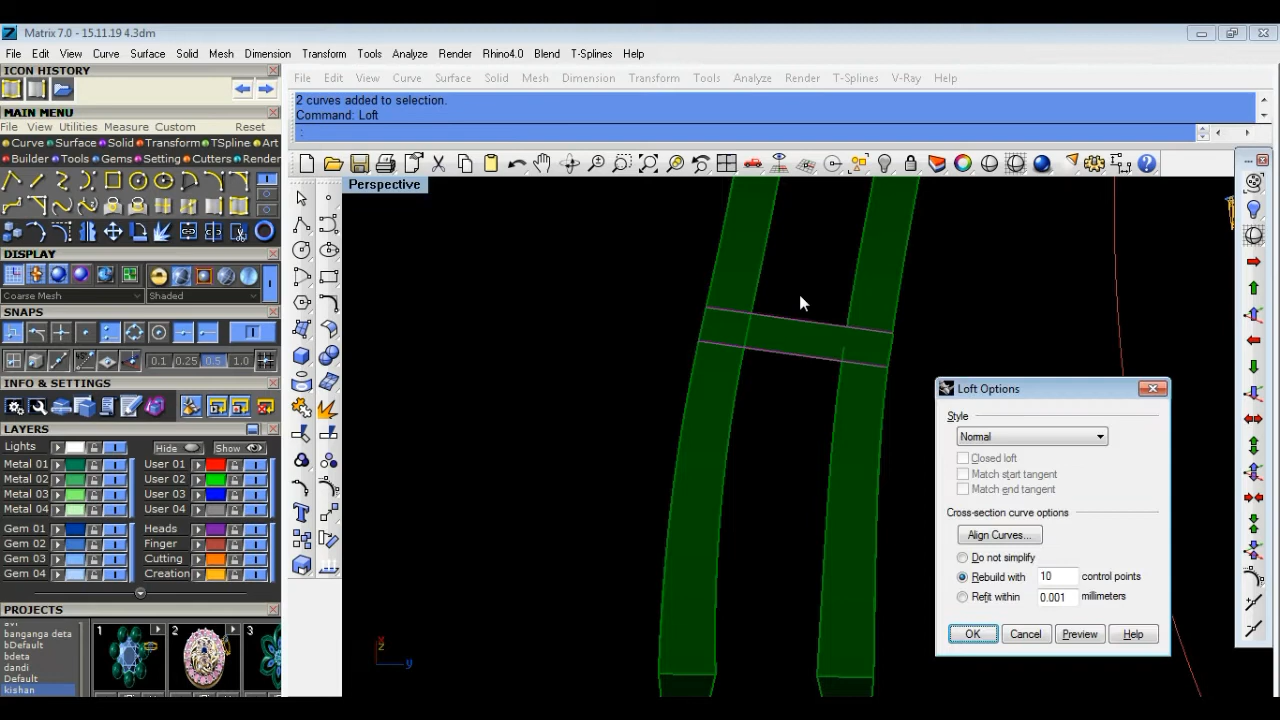 Matrix 7.0 - 15.11.19 4.3dm
File Edit View Curve Surface Solid Mesh Dimension Transform Tools Analyze Render Rhino4.0 Blend T-Splines Help
ICON HISTORY
MAIN MENU
File View Utilities Measure Custom Reset
Curve Surface Solid Transform TSpline Art
Builder Tools Gems Setting Cutters Render
DISPLAY
Coarse Mesh Shaded
SNAPS
0.1 0.25 0.5 1.0
INFO & SETTINGS
LAYERS
Lights Hide Show
Metal 01 User 01
Metal 02 User 02
Metal 03 User 03
Metal 04 User 04
Gem 01 Heads
Gem 02 Finger
Gem 03 Cutting
Gem 04 Creation
PROJECTS
banganga deta
bDefault
bdeta
dandi
Default
kishan
1 2 3
File Edit View Curve Surface Solid Mesh Dimension Transform Tools Analyze Render T-Splines V-Ray Help
2 curves added to selection.
Command: Loft
:
Perspective
z
y
Loft Options
Style
Normal
Closed loft
Match start tangent
Match end tangent
Cross-section curve options
Align Curves...
Do not simplify
Rebuild with 10 control points
Refit within 0.001 millimeters
OK Cancel Preview Help